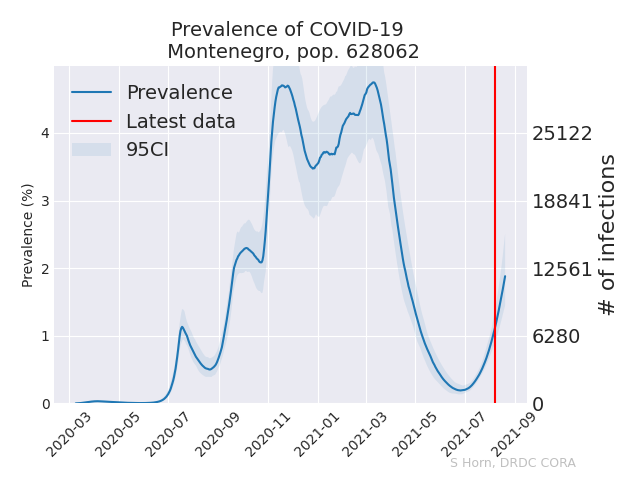 Prevalence of COVID-19
Montenegro, pop. 628062
Prevalence
Latest data
95CI
Prevalence (%)
4
3
2
1
0
25122
18841
12561
6280
0
# of infections
2020-03
2020-05
2020-07
2020-09
2020-11
2021-01
2021-03
2021-05
2021-07
2021-09
S Horn, DRDC CORA